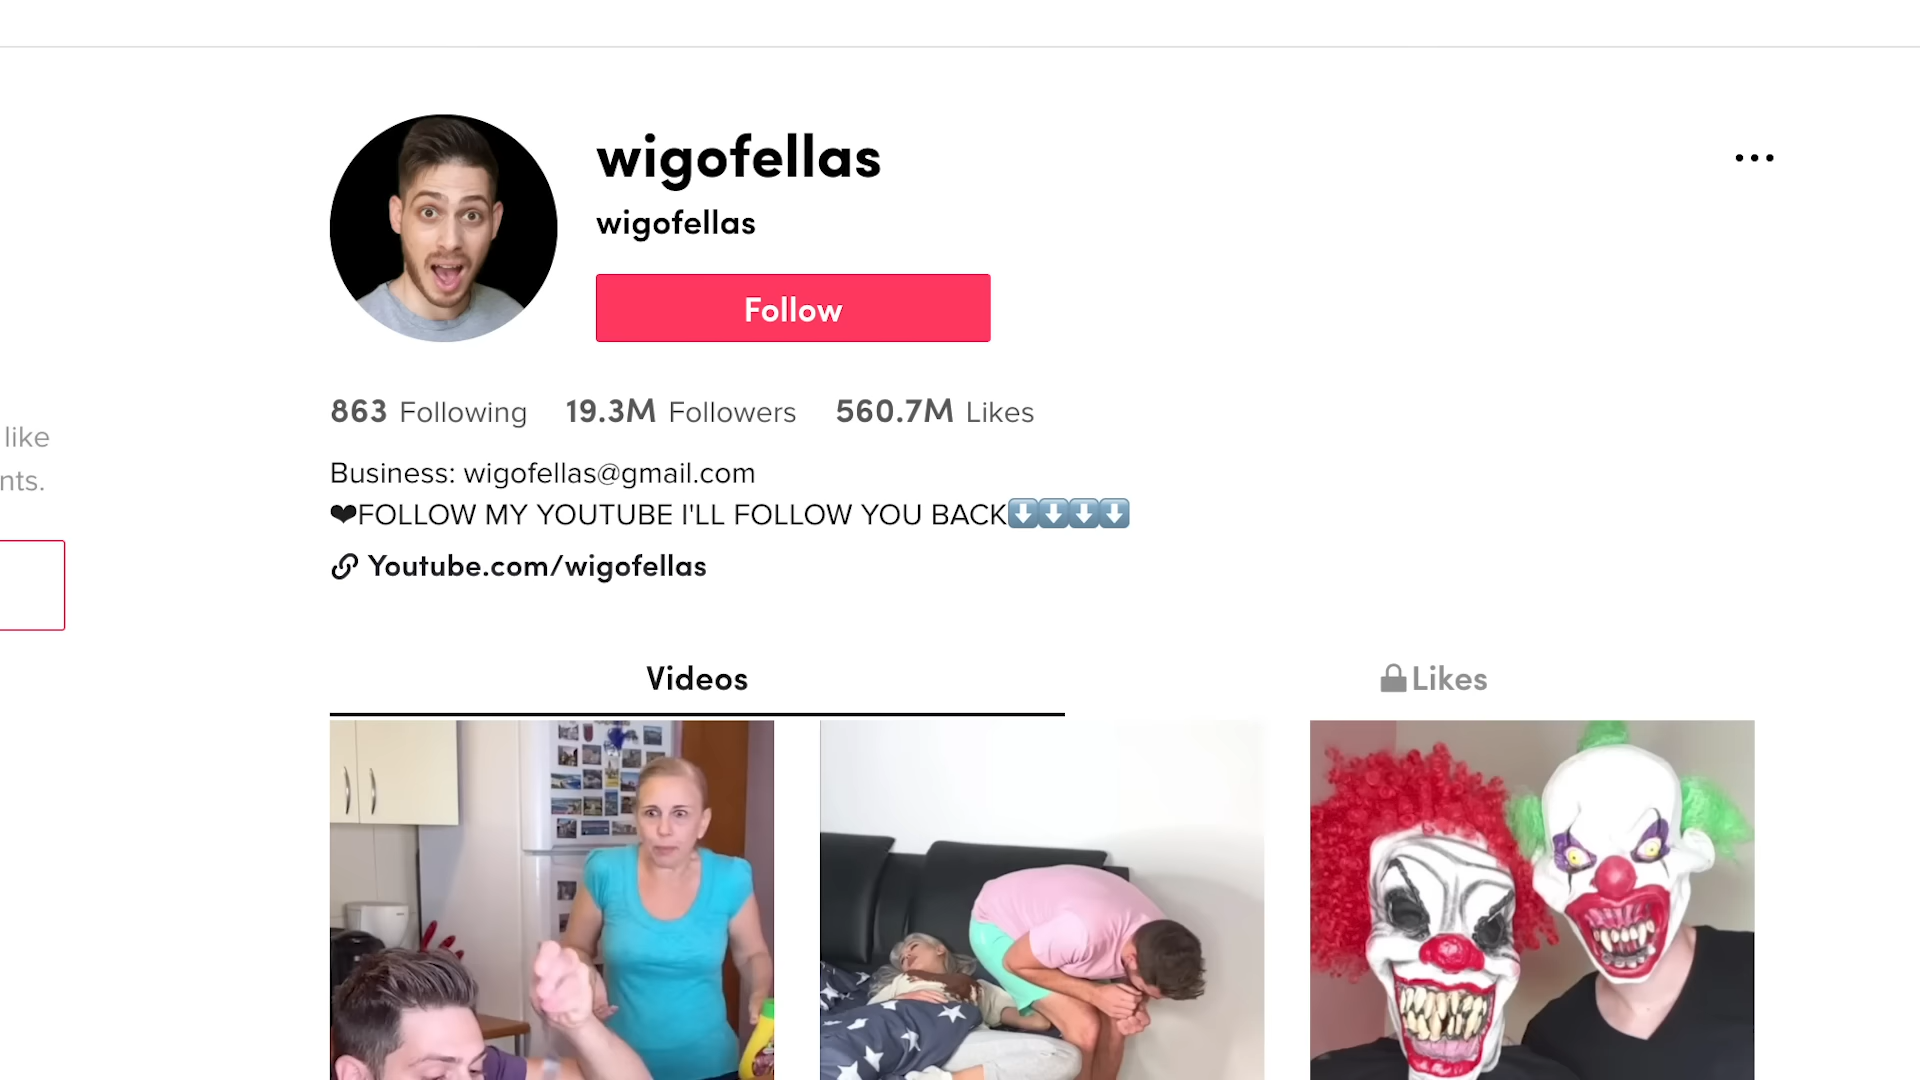 wigofellas
wigofellas
Follow
863 Following 19.3M Followers 560.7M Likes
like
nts.
Business: wigofellas@gmail.com
❤FOLLOW MY YOUTUBE I'LL FOLLOW YOU BACK⬇️⬇️⬇️⬇️
Youtube.com/wigofellas
Videos
Likes